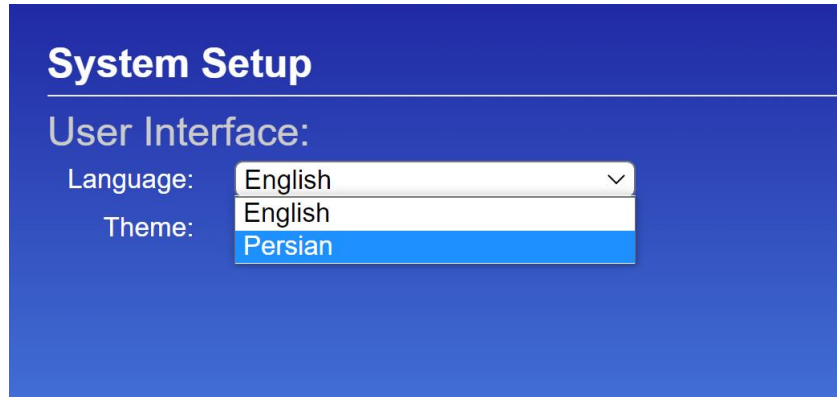 System Setup
User Interface:
Language: English
English
Theme:
Persian